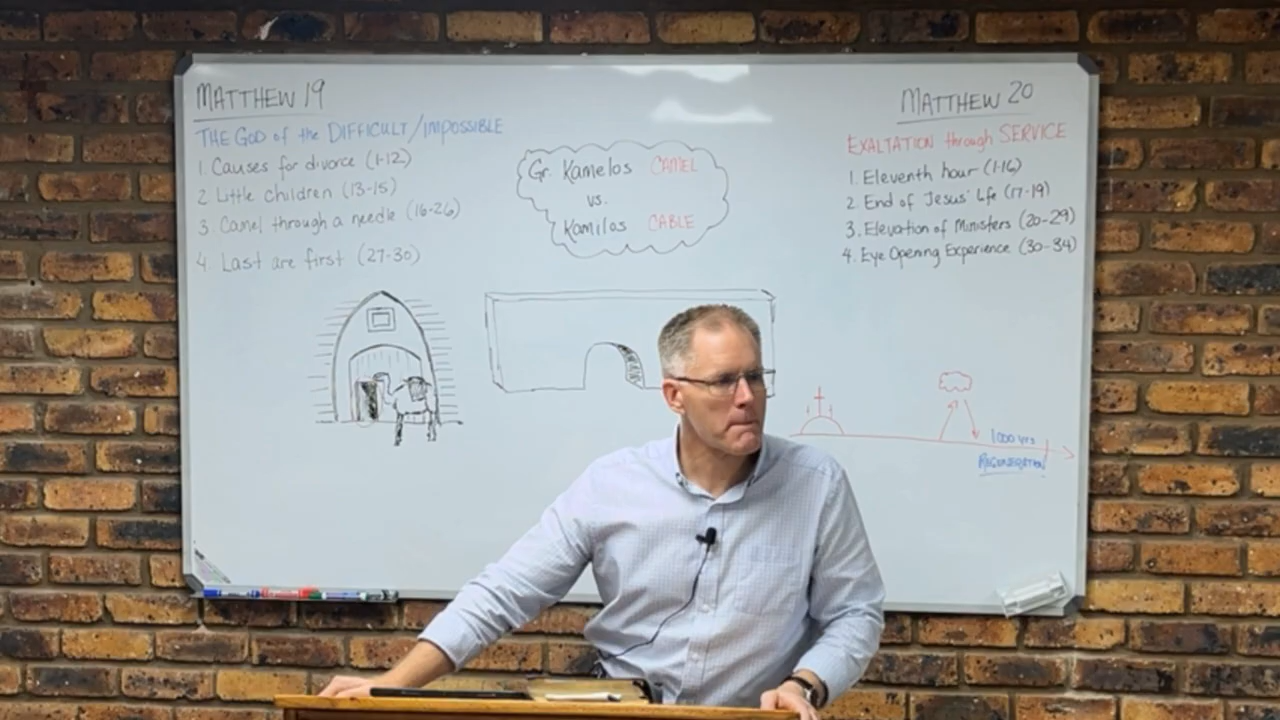 MATTHEW 19
THE GOD of the DIFFICULT/IMPOSSIBLE
1. Causes for divorce (1-12)
2 Little children (13-15)
3. Camel through a needle (16-26)
4. Last are first (27-30)
Gr. Kamelos CAMEL
vs.
Kamilos CABLE
MATTHEW 20
EXALTATION through SERVICE
1. Eleventh hour (1-16)
2. End of Jesus' Life (17-19)
3. Elevation of Ministers (20-29)
4. Eye Opening Experience (30-34)
1000 yrs
REGENERATION